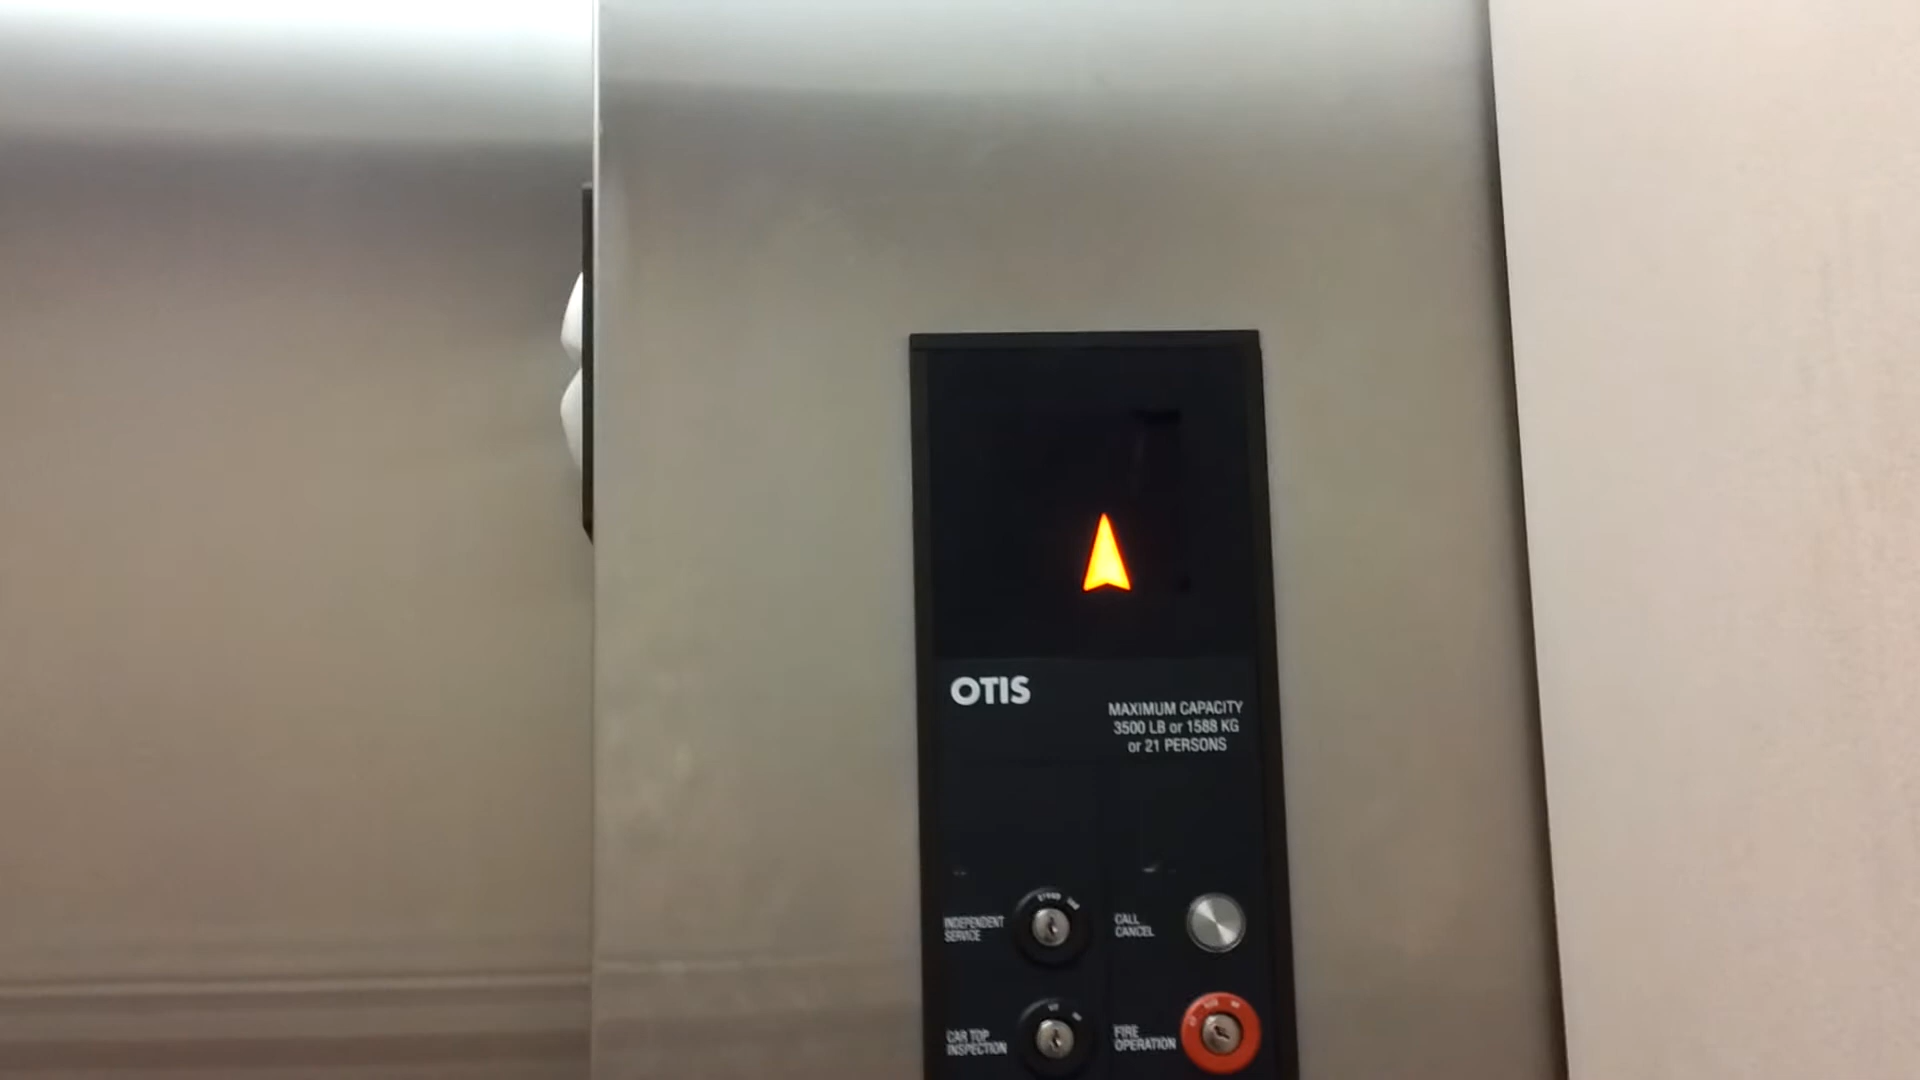 OTIS
MAXIMUM CAPACITY
3500 LB or 1588 KG
or 21 PERSONS
INDEPENDENT
SERVICE
CALL
CANCEL
CAR TOP
INSPECTION
FIRE
OPERATION